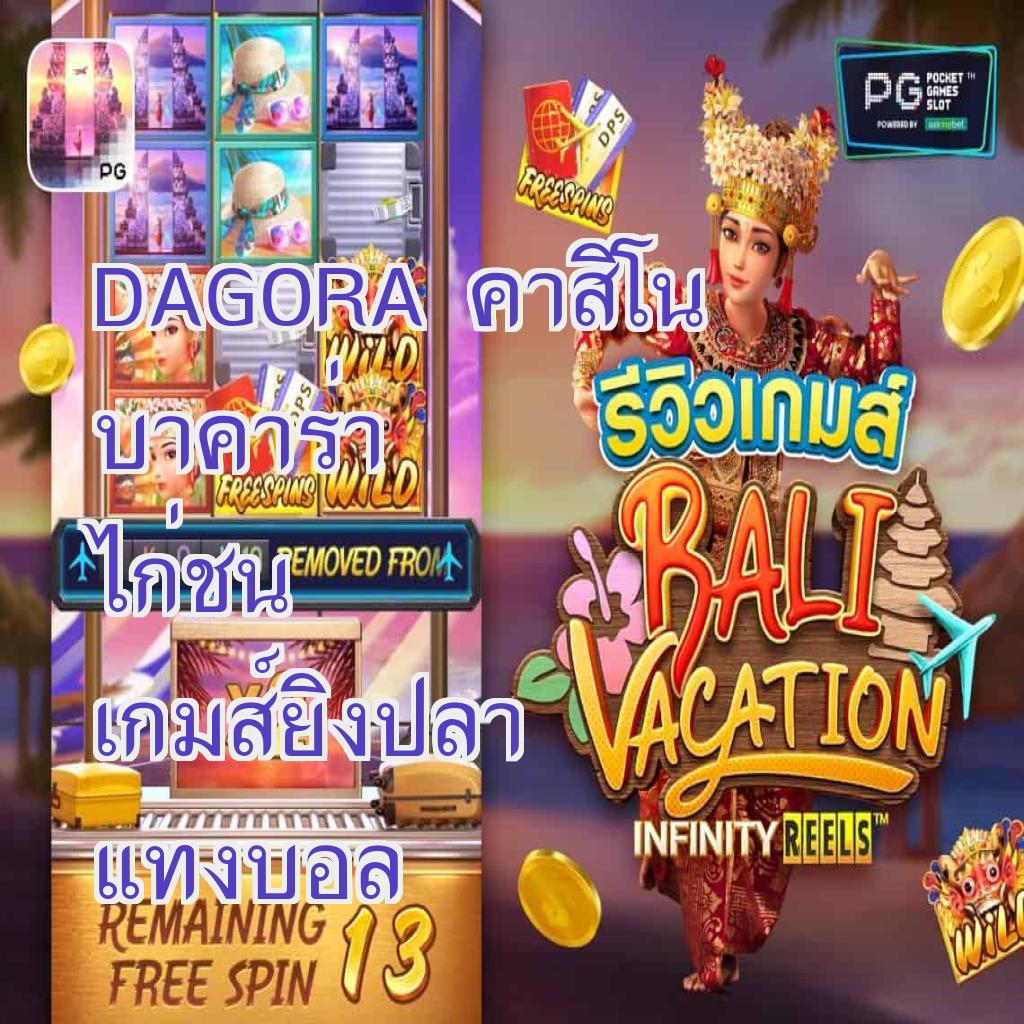 PG
PG POCKET GAMES SLOT™
POWERED BY askmebet
DPS
FREESPINS
DAGORA คาสิโน
WILD
รีวิวเกมส์
บาคาร่า
FREESPINS
WILD
BALI
ไก่ชน
REMOVED FROM
VACATION
เกมส์ยิงปลา
INFINITY REELS™
แทงบอล
REMAINING
FREE SPIN 13
WILD